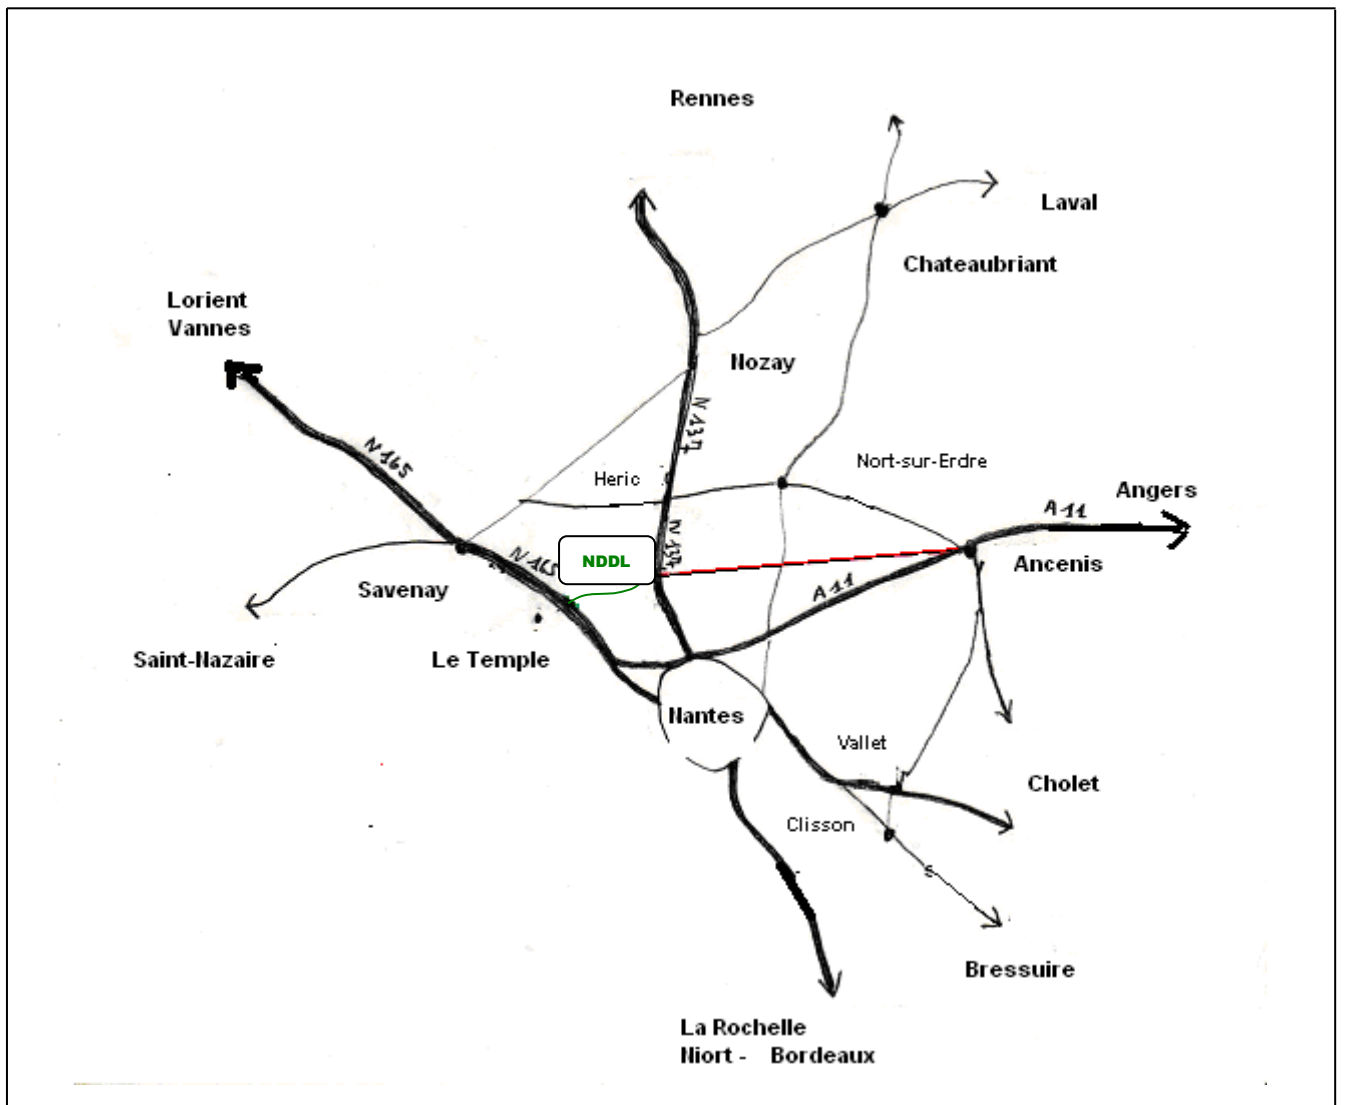 Rennes
Laval
Chateaubriant
Lorient
Vannes
Nozay
N 137
N 165
Heric
Nort-sur-Erdre
Angers
A 11
N 137
N 165
NDDL
Ancenis
A 11
Savenay
Saint-Nazaire
Le Temple
Nantes
Vallet
Cholet
Clisson
Bressuire
La Rochelle
Niort - Bordeaux